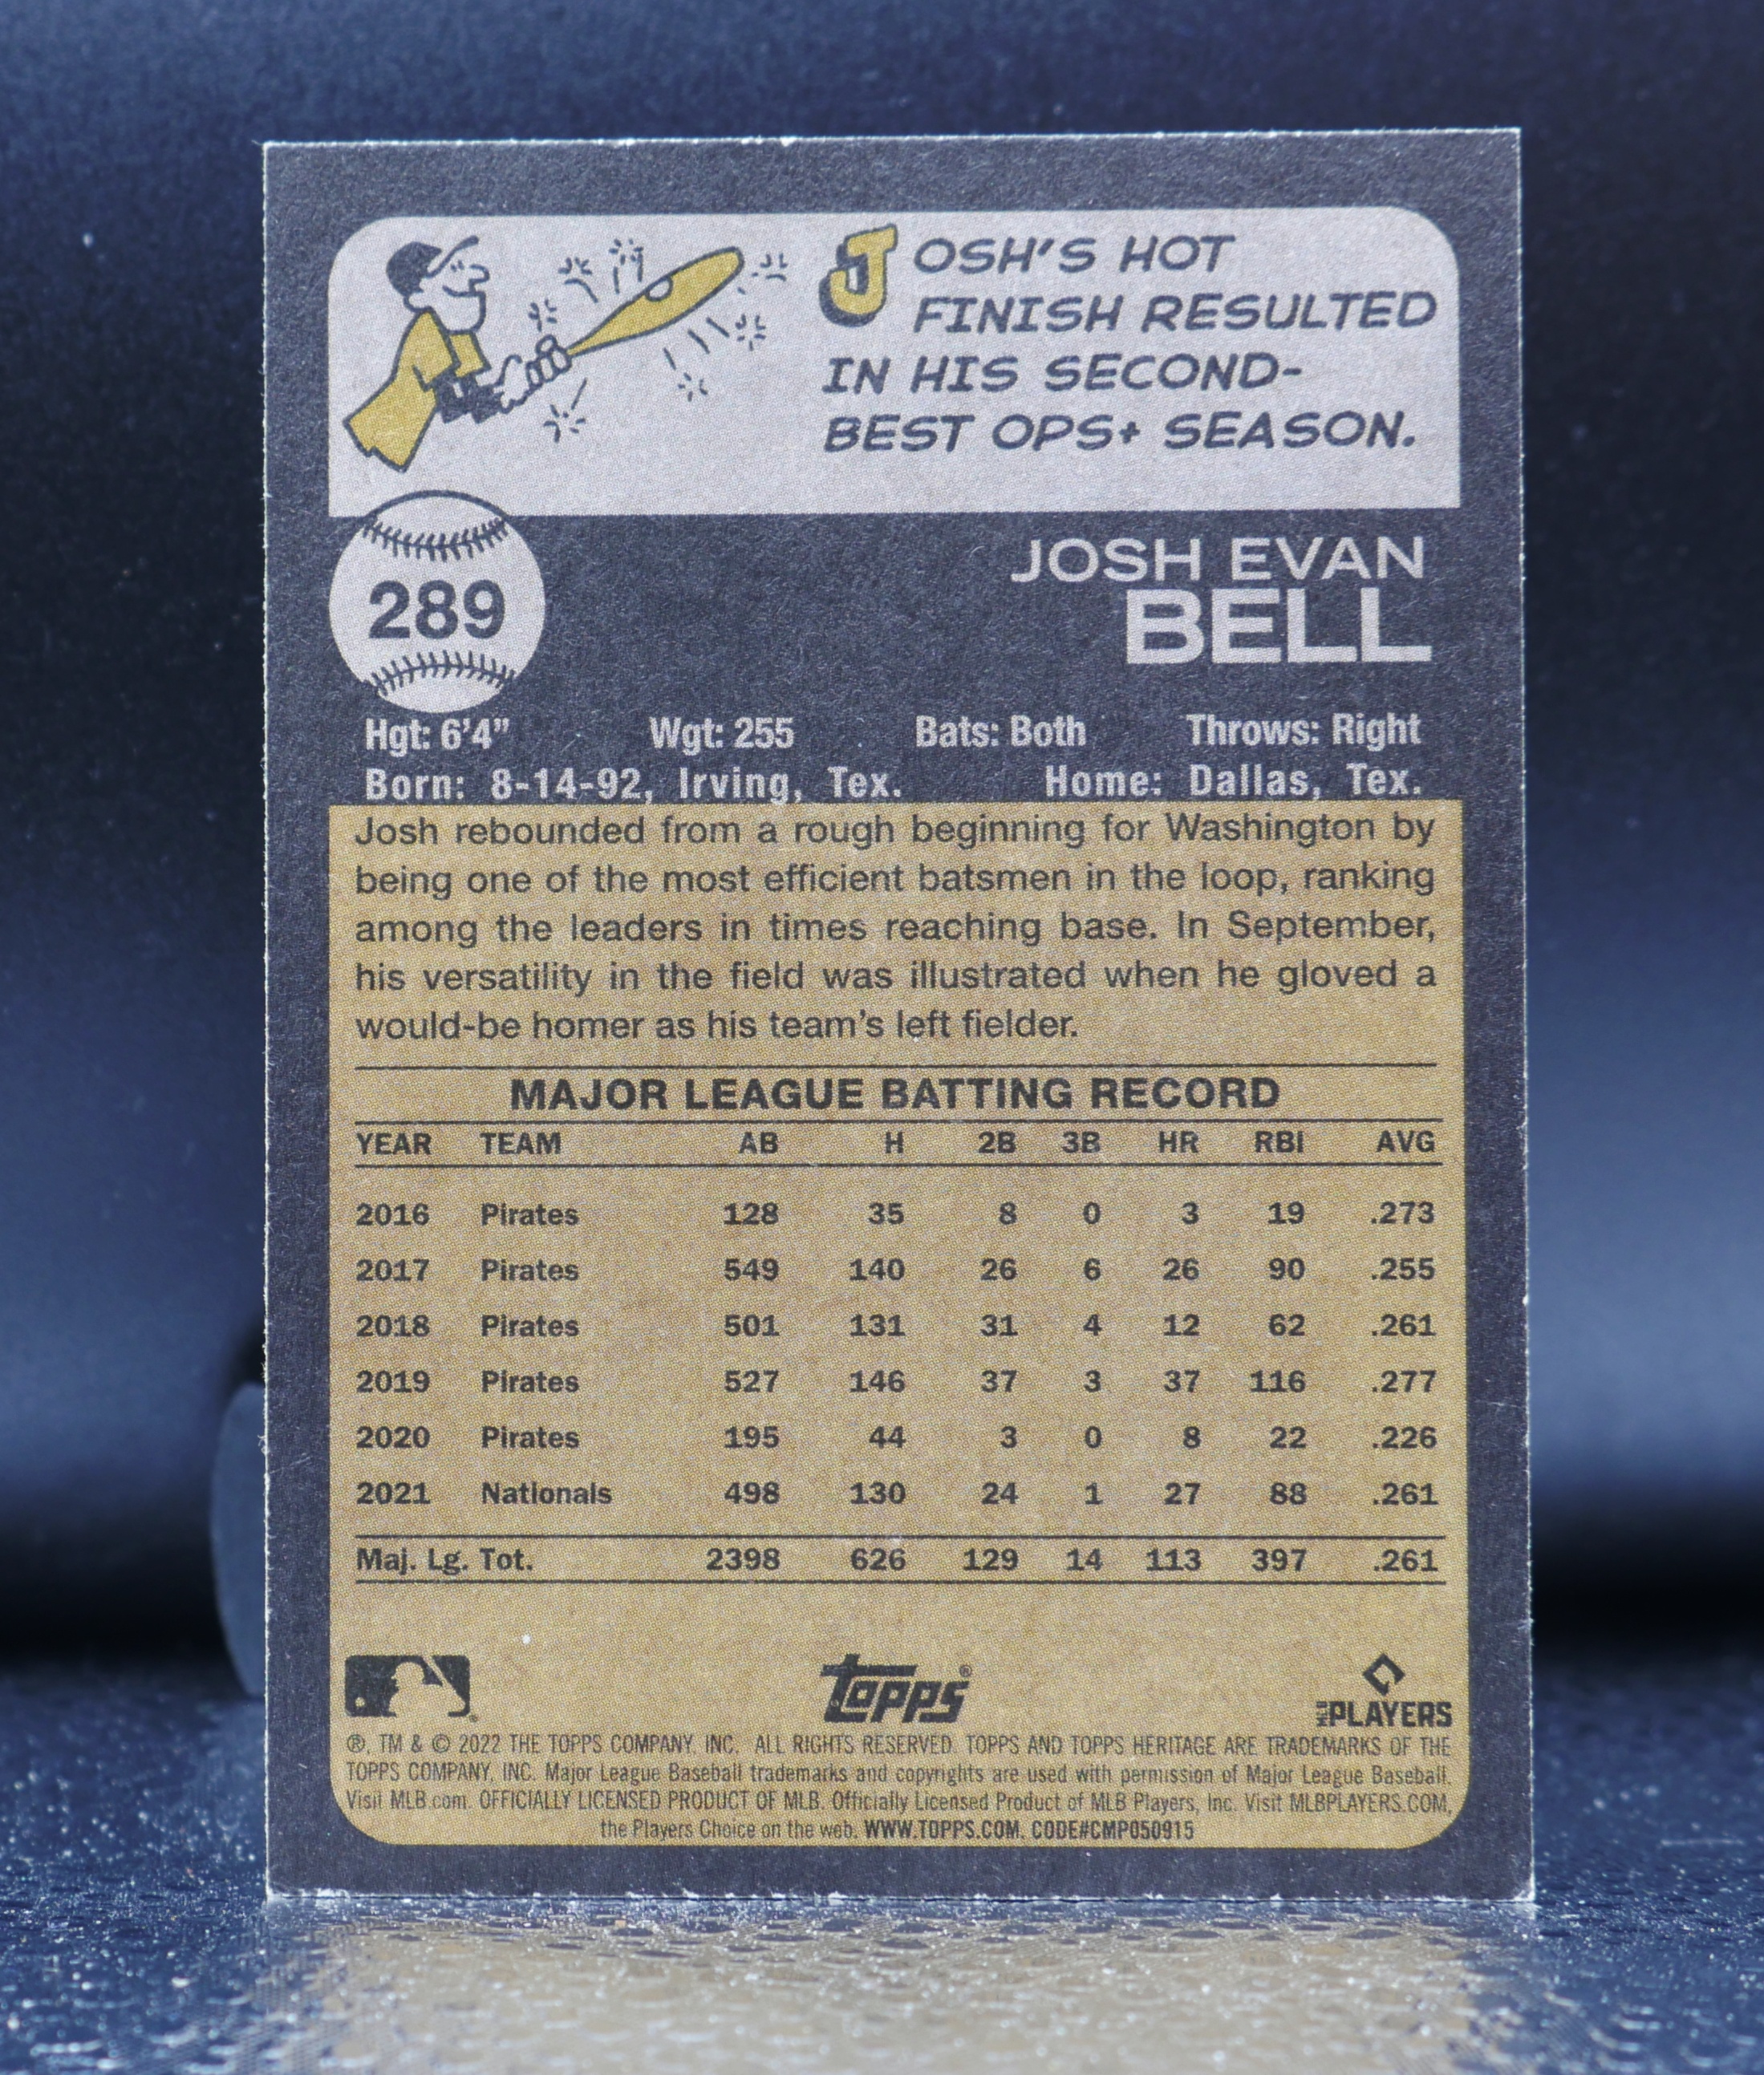 JOSH'S HOT
FINISH RESULTED
IN HIS SECOND-
BEST OPS+ SEASON.
289
JOSH EVAN
BELL
Hgt: 6'4" Wgt: 255 Bats: Both Throws: Right
Born: 8-14-92, Irving, Tex. Home: Dallas, Tex.
Josh rebounded from a rough beginning for Washington by
being one of the most efficient batsmen in the loop, ranking
among the leaders in times reaching base. In September,
his versatility in the field was illustrated when he gloved a
would-be homer as his team's left fielder.
MAJOR LEAGUE BATTING RECORD
YEAR TEAM AB H 2B 3B HR RBI AVG
2016 Pirates 128 35 8 0 3 19 .273
2017 Pirates 549 140 26 6 26 90 .255
2018 Pirates 501 131 31 4 12 62 .261
2019 Pirates 527 146 37 3 37 116 .277
2020 Pirates 195 44 3 0 8 22 .226
2021 Nationals 498 130 24 1 27 88 .261
Maj. Lg. Tot. 2398 626 129 14 113 397 .261
topps®
MLB PLAYERS
®, TM & © 2022 THE TOPPS COMPANY, INC. ALL RIGHTS RESERVED. TOPPS AND TOPPS HERITAGE ARE TRADEMARKS OF THE
TOPPS COMPANY, INC. Major League Baseball trademarks and copyrights are used with permission of Major League Baseball.
Visit MLB.com. OFFICIALLY LICENSED PRODUCT OF MLB. Officially Licensed Product of MLB Players, Inc. Visit MLBPLAYERS.COM,
the Players Choice on the web. WWW.TOPPS.COM. CODE#CMP050915